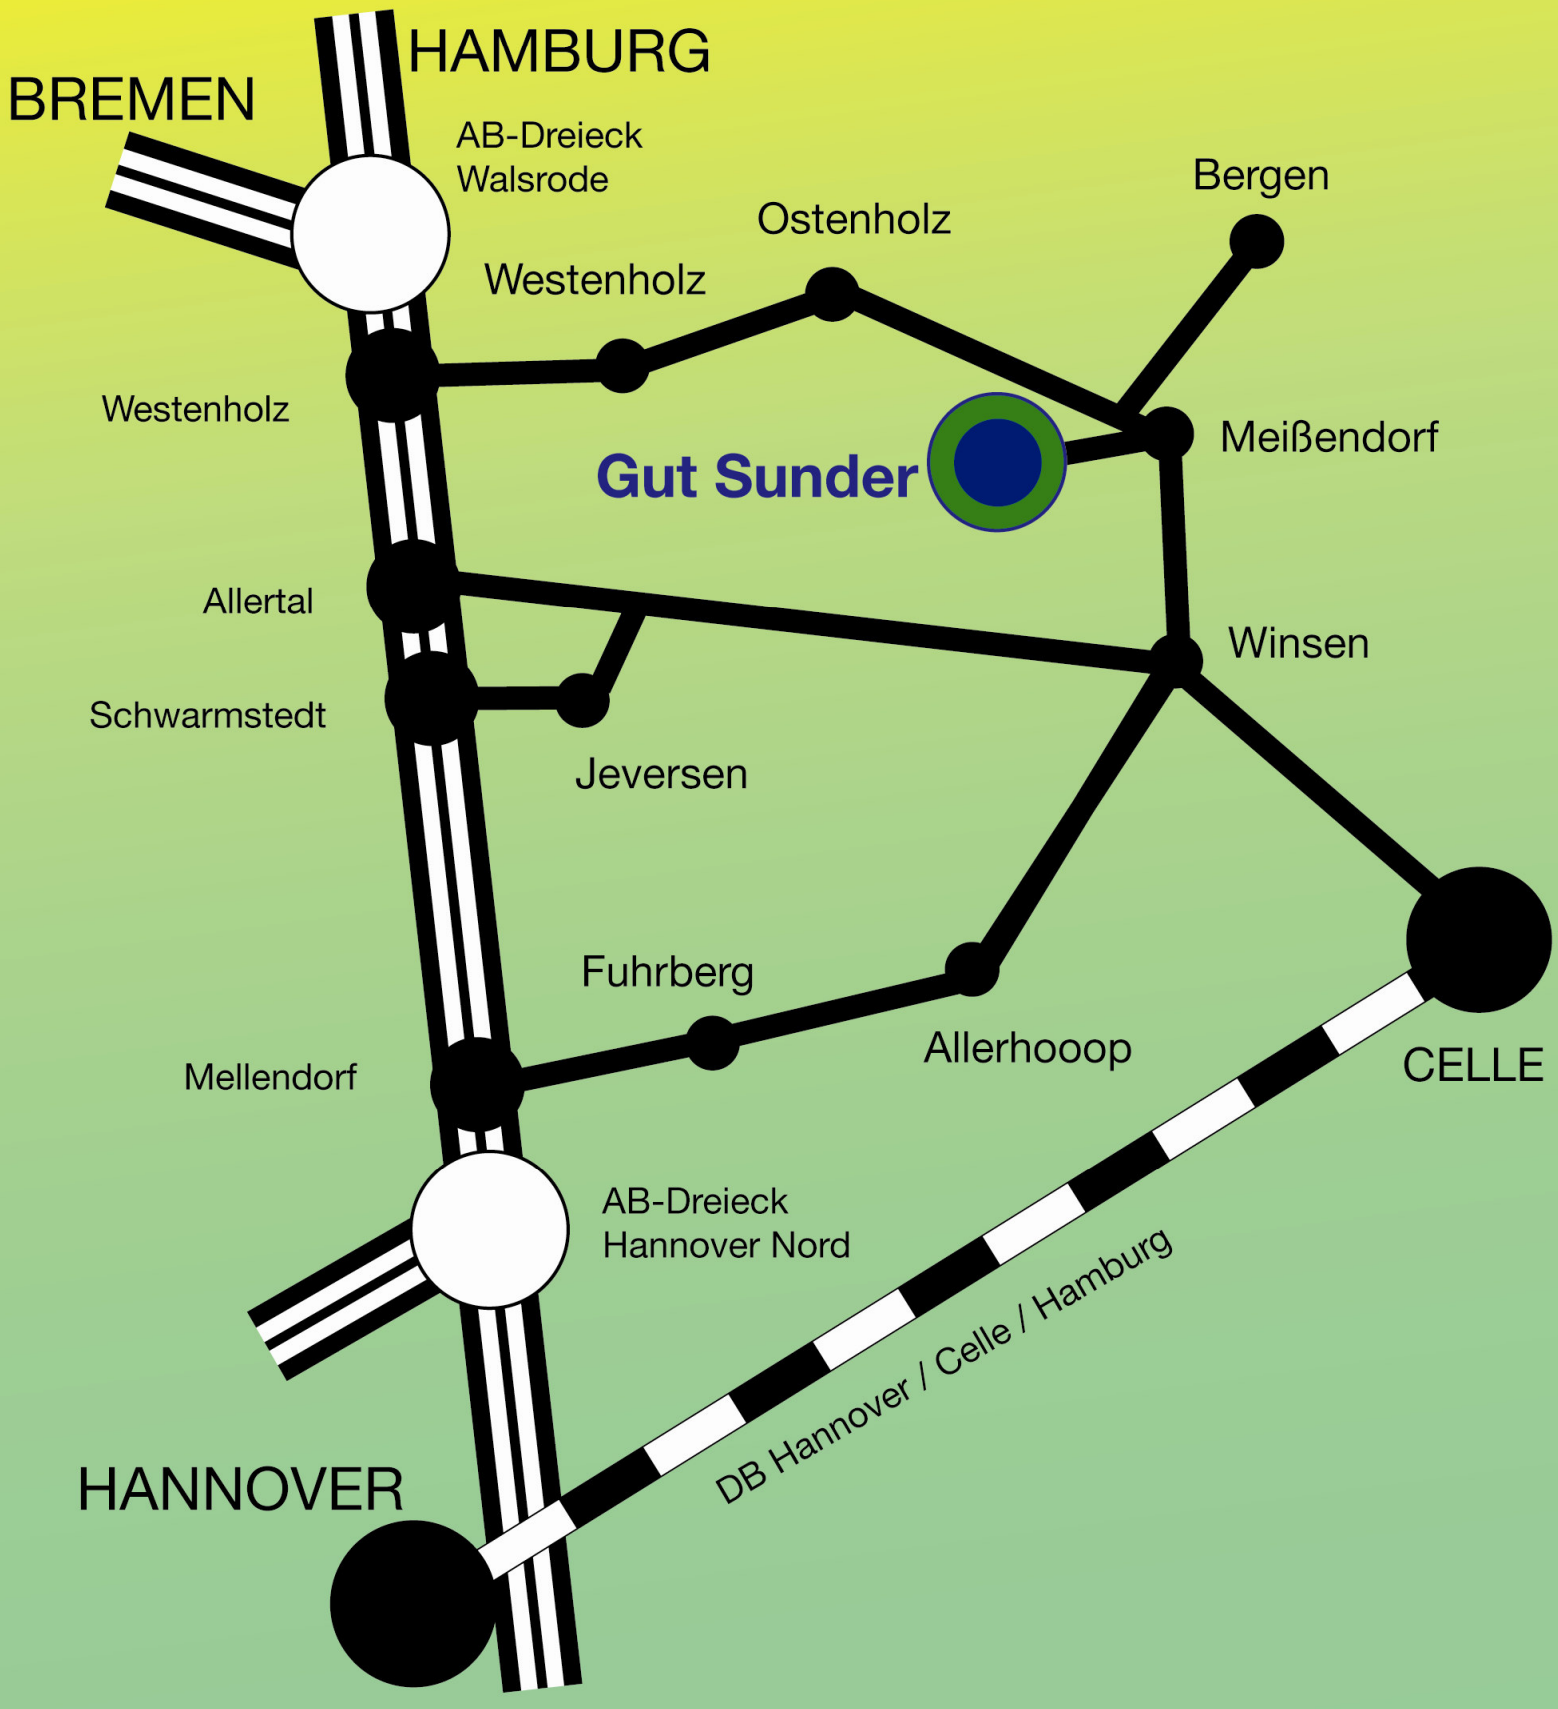 HAMBURG
BREMEN
AB-Dreieck
Walsrode
Bergen
Ostenholz
Westenholz
Westenholz
Meißendorf
Gut Sunder
Allertal
Winsen
Schwarmstedt
Jeversen
Fuhrberg
Allerhooop
Mellendorf
CELLE
AB-Dreieck
Hannover Nord
DB Hannover / Celle / Hamburg
HANNOVER